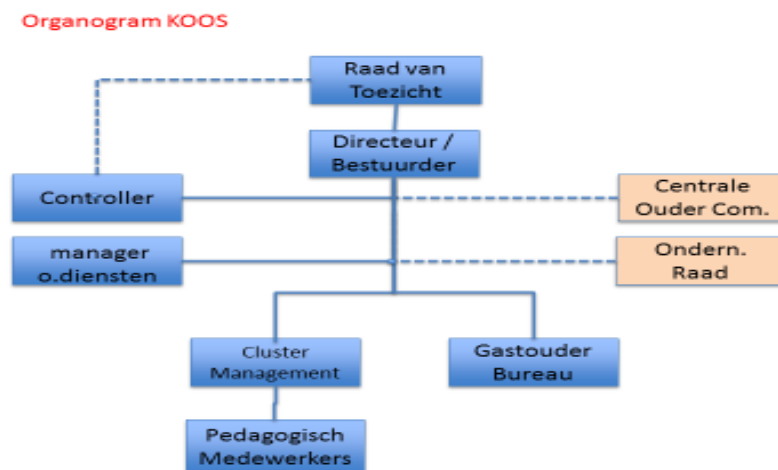 Organogram KOOS
Raad van
Toezicht
Directeur /
Bestuurder
Controller
Centrale
Ouder Com.
manager
o.diensten
Ondern.
Raad
Cluster
Management
Gastouder
Bureau
Pedagogisch
Medewerkers